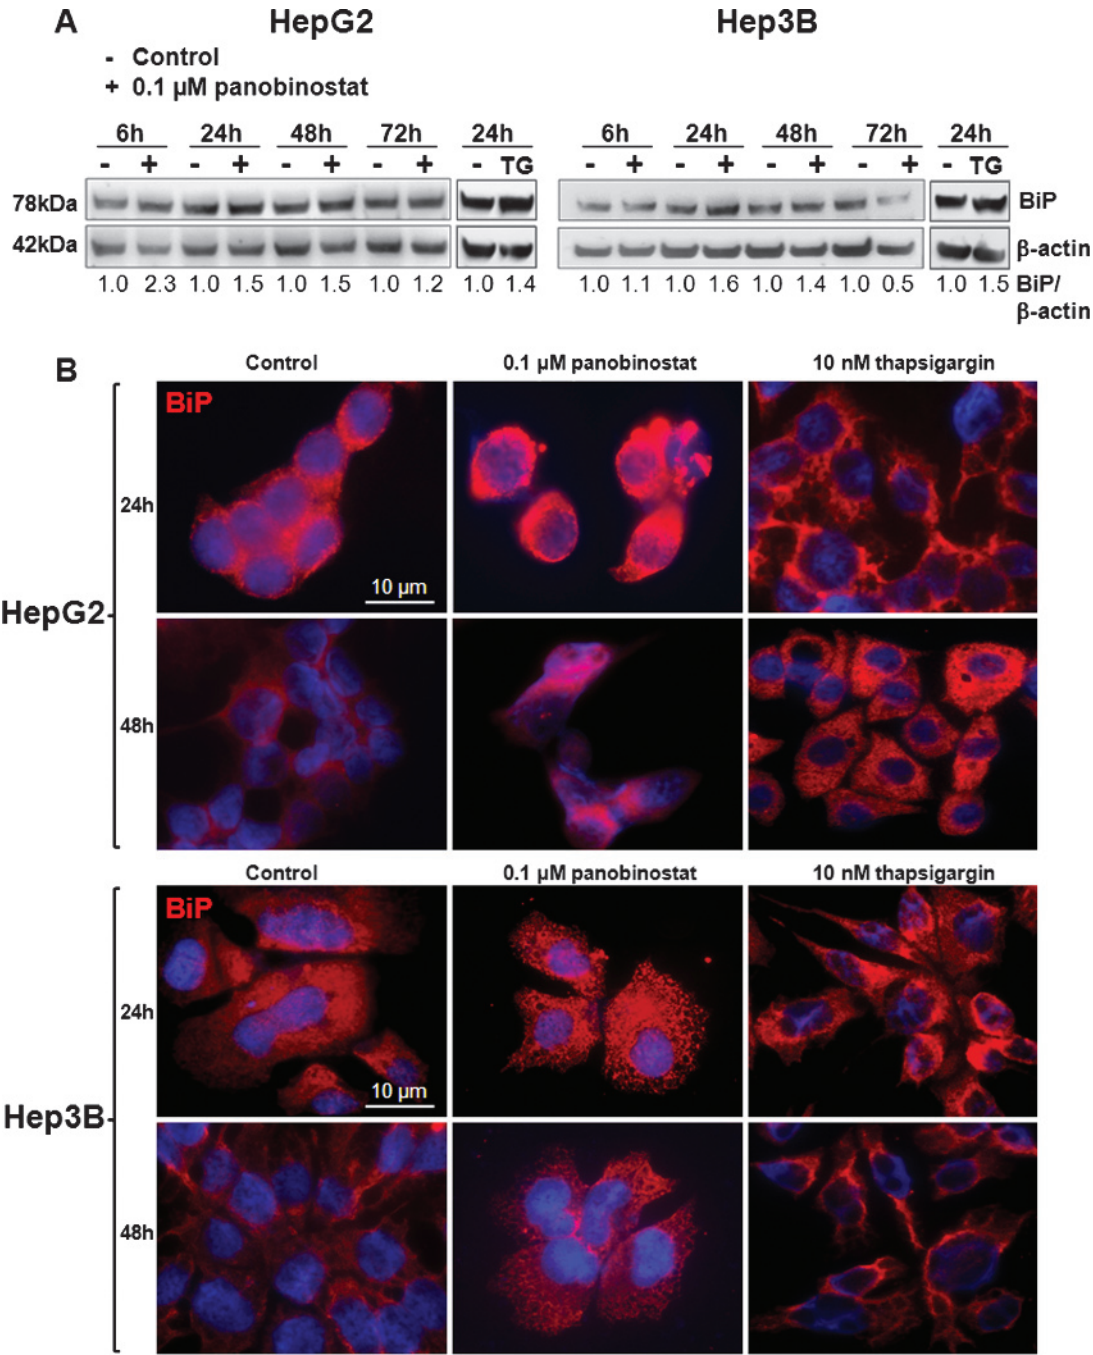 A HepG2 Hep3B
- Control
+ 0.1 µM panobinostat
6h 24h 48h 72h 24h 6h 24h 48h 72h 24h
- + - + - + - + - TG - + - + - + - + - TG
78kDa BiP
42kDa β-actin
1.0 2.3 1.0 1.5 1.0 1.5 1.0 1.2 1.0 1.4 1.0 1.1 1.0 1.6 1.0 1.4 1.0 0.5 1.0 1.5 BiP/
β-actin
B Control 0.1 µM panobinostat 10 nM thapsigargin
BiP
24h
10 µm
HepG2
48h
Control 0.1 µM panobinostat 10 nM thapsigargin
BiP
24h
10 µm
Hep3B
48h